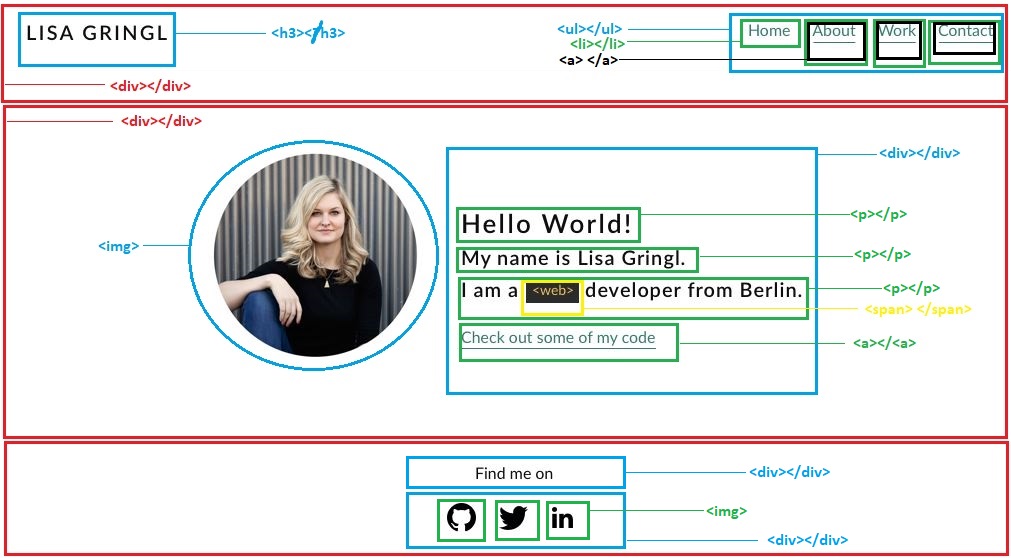 LISA GRINGL
<h3></h3>
<ul></ul>
<li></li>
<a> </a>
Home About Work Contact
<div></div>
<div></div>
<div></div>
<img>
Hello World!
<p></p>
My name is Lisa Gringl.
<p></p>
I am a <web> developer from Berlin.
<p></p>
<span> </span>
Check out some of my code
<a></<a>
Find me on
<div></div>
in
<img>
<div></div>